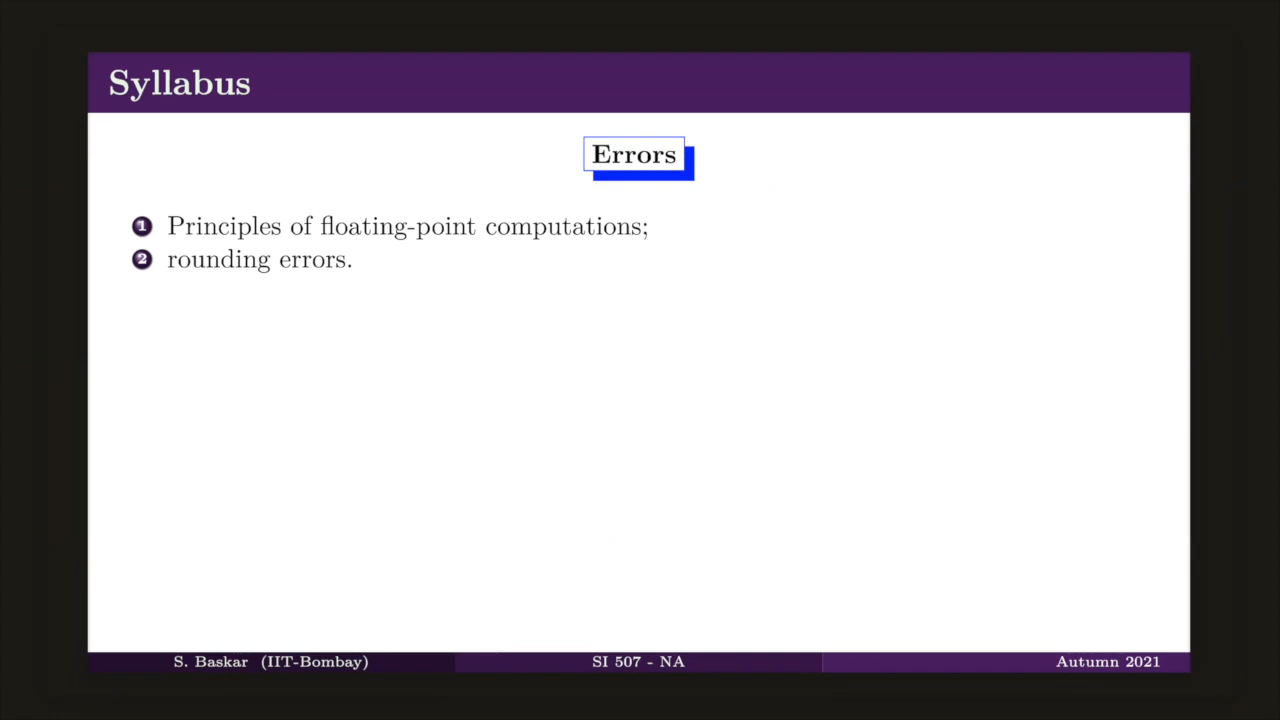 Syllabus
Errors
1 Principles of floating-point computations;
2 rounding errors.
S. Baskar (IIT-Bombay) SI 507 - NA Autumn 2021